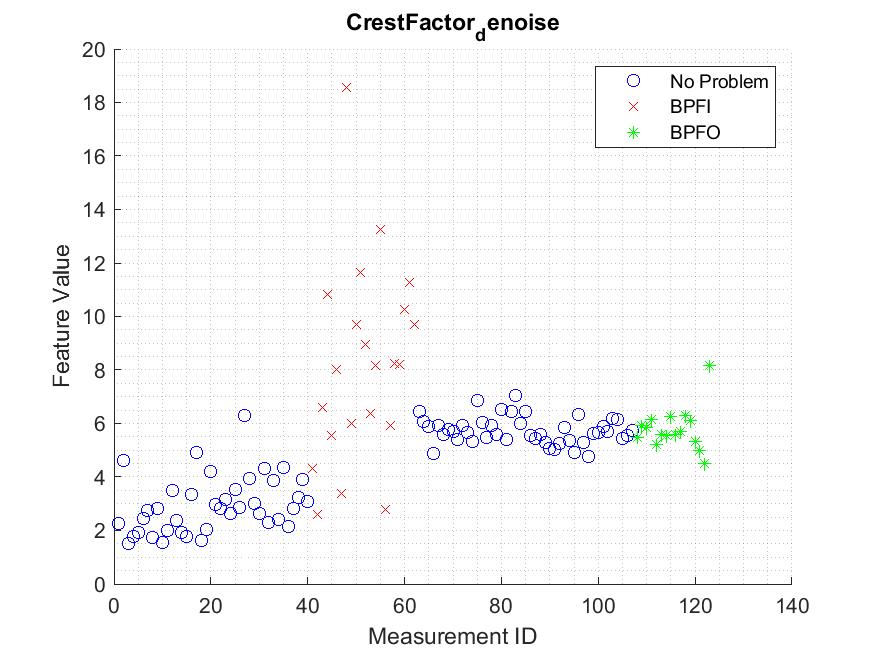 CrestFactor_denoise
20
18
16
14
12
10
8
6
4
2
0
Feature Value
No Problem
BPFI
BPFO
0 20 40 60 80 100 120 140
Measurement ID